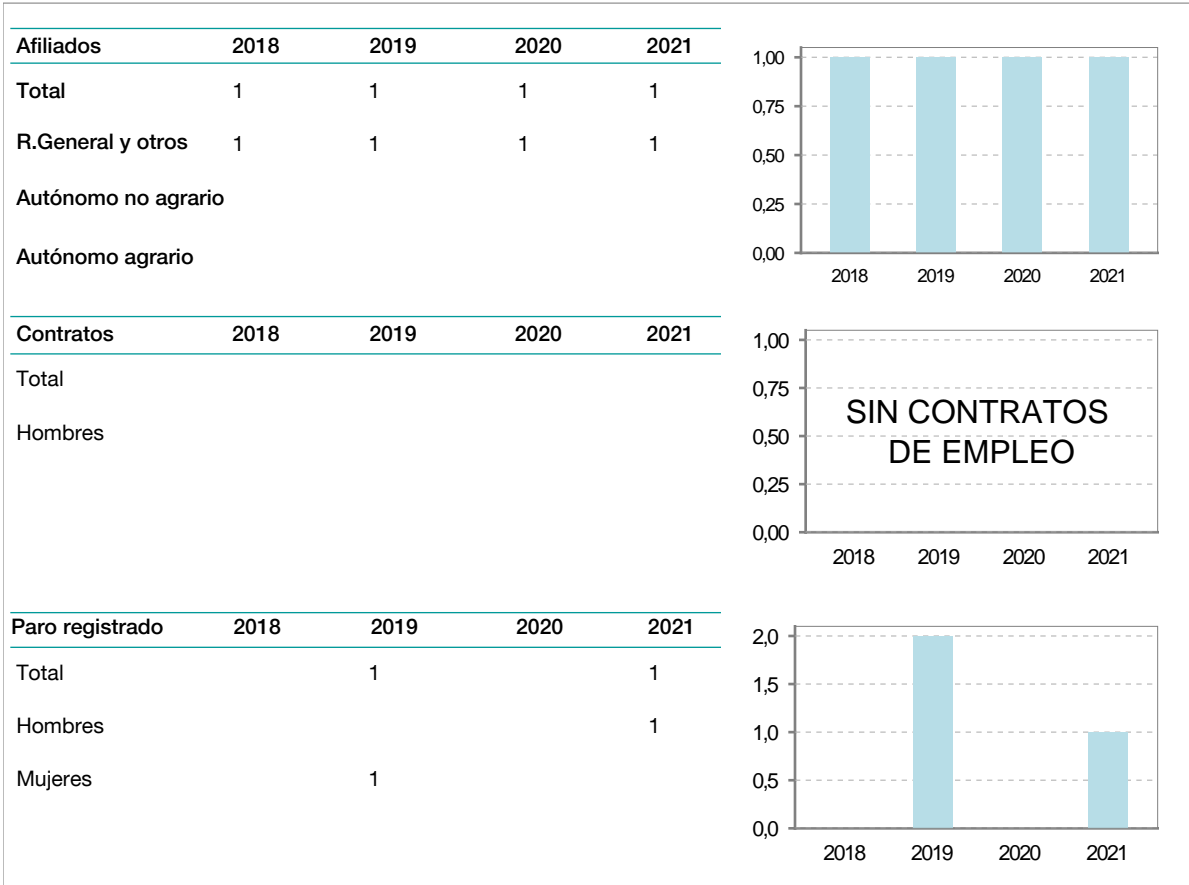 Afiliados 2018 2019 2020 2021
Total 1 1 1 1
R.General y otros 1 1 1 1
Autónomo no agrario
Autónomo agrario
1,00
0,75
0,50
0,25
0,00
2018 2019 2020 2021
Contratos 2018 2019 2020 2021
Total
Hombres
1,00
0,75
0,50
0,25
0,00
SIN CONTRATOS
DE EMPLEO
2018 2019 2020 2021
Paro registrado 2018 2019 2020 2021
Total 1 1
Hombres 1
Mujeres 1
2,0
1,5
1,0
0,5
0,0
2018 2019 2020 2021